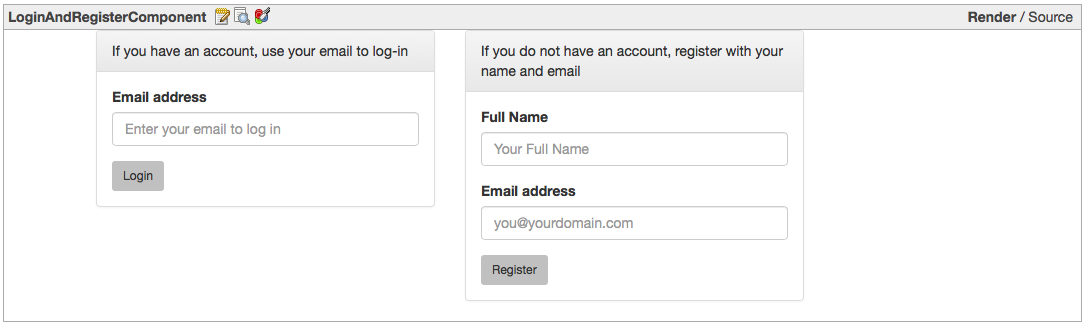 LoginAndRegisterComponent Render / Source
If you have an account, use your email to log-in
Email address
Enter your email to log in
Login
If you do not have an account, register with your
name and email
Full Name
Your Full Name
Email address
you@yourdomain.com
Register